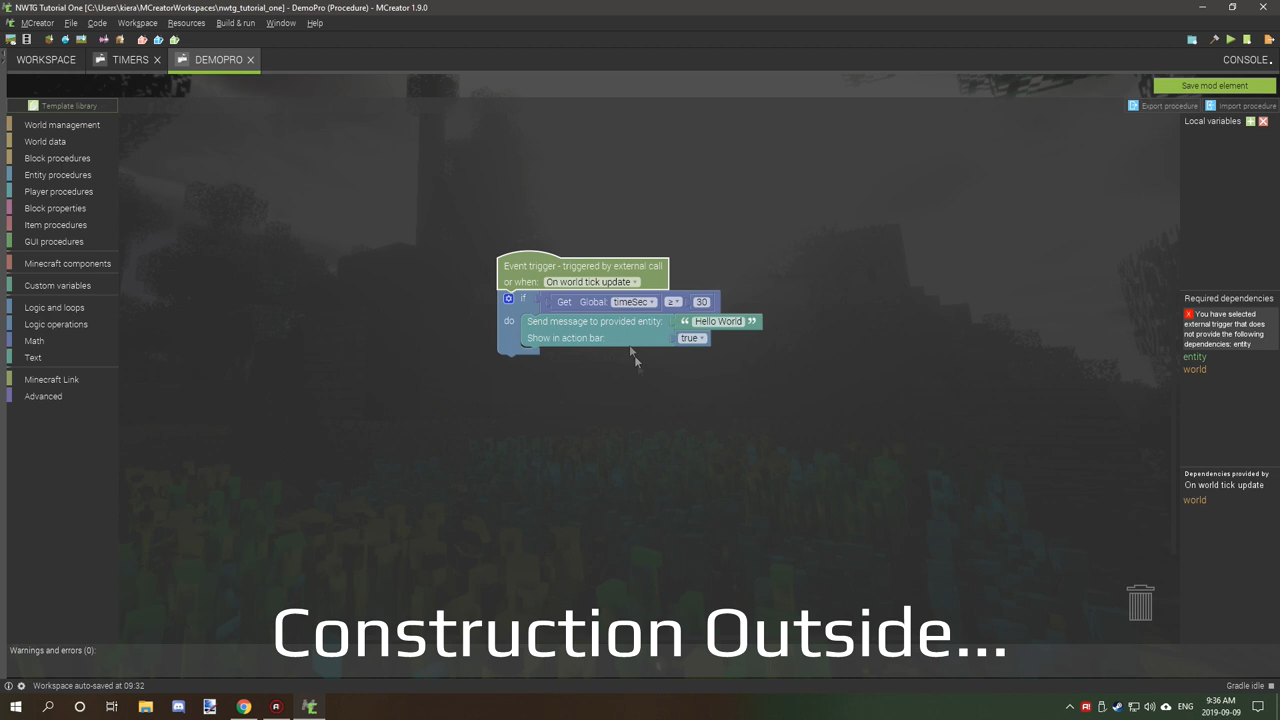 NWTG Tutorial One [C:\Users\kiera\MCreatorWorkspaces\nwtg_tutorial_one] - DemoPro (Procedure) - MCreator 1.9.0
MCreator File Code Workspace Resources Build & run Window Help
WORKSPACE TIMERS DEMOPRO CONSOLE
Save mod element
Template library
Export procedure Import procedure
World management
World data
Block procedures
Entity procedures
Player procedures
Block properties
Item procedures
GUI procedures
Minecraft components
Custom variables
Logic and loops
Logic operations
Math
Text
Minecraft Link
Advanced
Event trigger - triggered by external call
or when: On world tick update
if Get Global: timeSec ≥ 30
do Send message to provided entity: “ Hello World ”
Show in action bar: true
Local variables
Required dependencies
You have selected
external trigger that does
not provide the following
dependencies: entity
entity
world
Dependencies provided by
On world tick update
world
Construction Outside...
Warnings and errors (0):
Workspace auto-saved at 09:32
Gradle idle
ENG
9:36 AM
2019-09-09